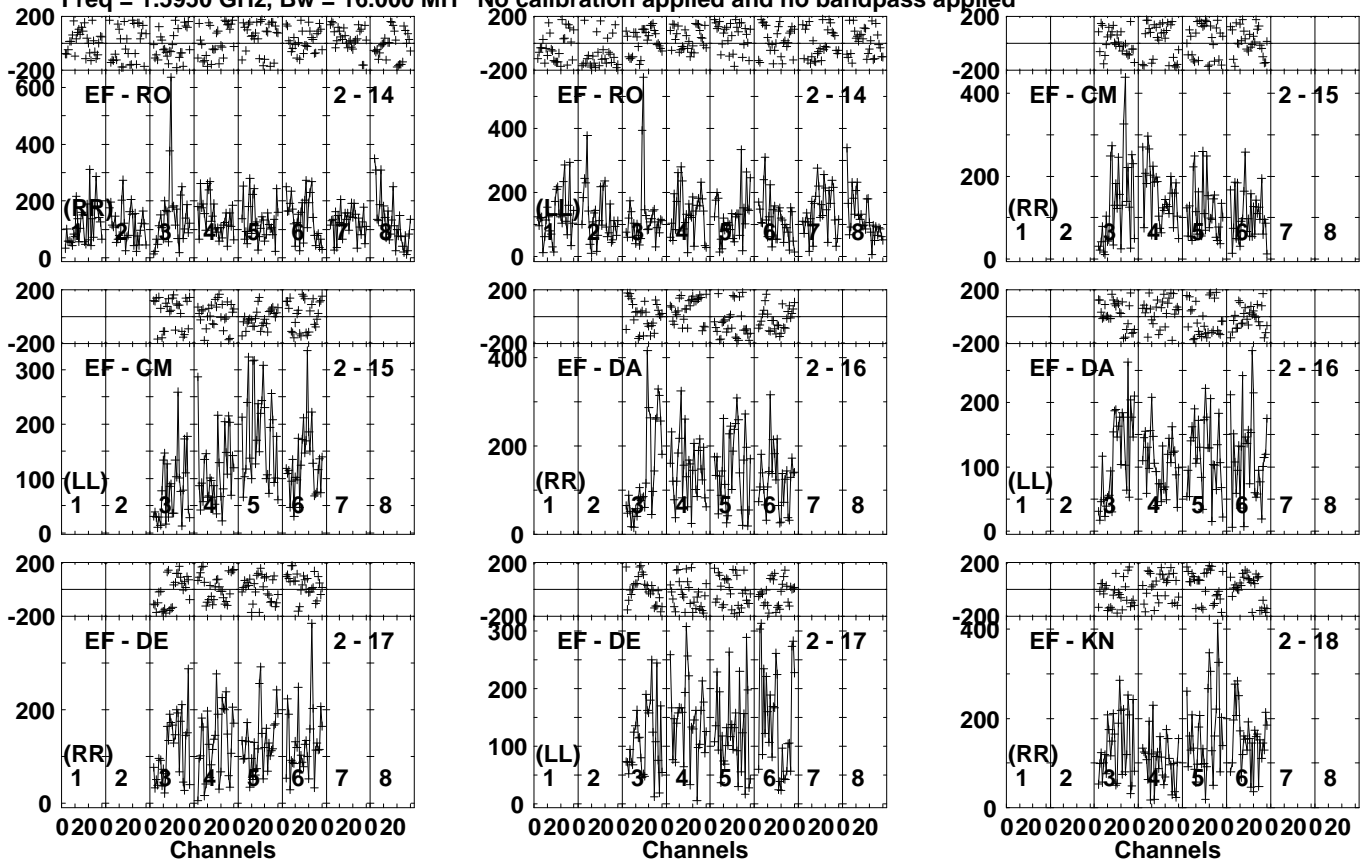 Freq = 1.5950 GHz, Bw = 16.000 MH No calibration applied and no bandpass applied
200 200 200
-200 -200 -200
600 EF - RO 2 - 14 EF - RO 2 - 14 400 EF - CM 2 - 15
400 400
200 200 200
(RR) (LL) (RR)
1 2 3 4 5 6 7 8 1 2 3 4 5 6 7 8 1 2 3 4 5 6 7 8
0 0 0
200 200 200
-200 -200 -200
300 EF - CM 2 - 15 400 EF - DA 2 - 16 EF - DA 2 - 16
200 200 200
100 100
(LL) (RR) (LL)
1 2 3 4 5 6 7 8 1 2 3 4 5 6 7 8 1 2 3 4 5 6 7 8
0 0 0
200 200 200
-200 -200 -200
EF - DE 2 - 17 300 EF - DE 2 - 17 400 EF - KN 2 - 18
200 200 200
100
(RR) (LL) (RR)
1 2 3 4 5 6 7 8 1 2 3 4 5 6 7 8 1 2 3 4 5 6 7 8
0 0 0
0 20 0 20 0 20 0 20 0 20 0 20 0 20 0 20 0 20 0 20 0 20 0 20 0 20 0 20 0 20 0 20 0 20 0 20 0 20 0 20 0 20 0 20 0 20 0 20
Channels Channels Channels